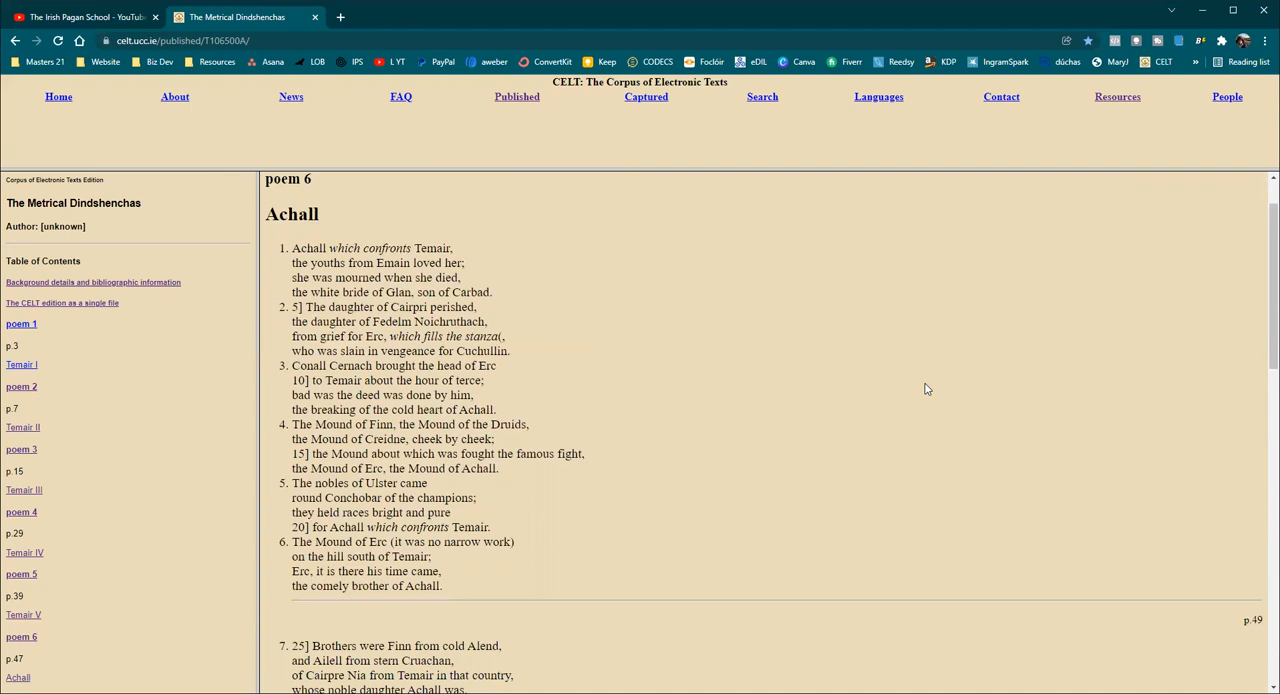 The Irish Pagan School - YouTube
The Metrical Dindshenchas
celt.ucc.ie/published/T106500A/
Masters 21 Website Biz Dev Resources Asana LOB IPS L YT PayPal aweber ConvertKit Keep CODECS Foclóir eDIL Canva Fiverr Reedsy KDP IngramSpark dúchas MaryJ CELT » Reading list
CELT: The Corpus of Electronic Texts
Home About News FAQ Published Captured Search Languages Contact Resources People
Corpus of Electronic Texts Edition
The Metrical Dindshenchas
Author: [unknown]
Table of Contents
Background details and bibliographic information
The CELT edition as a single file
poem 1
p.3
Temair I
poem 2
p.7
Temair II
poem 3
p.15
Temair III
poem 4
p.29
Temair IV
poem 5
p.39
Temair V
poem 6
p.47
Achall
poem 6
Achall
1. Achall which confronts Temair,
the youths from Emain loved her;
she was mourned when she died,
the white bride of Glan, son of Carbad.
2. 5] The daughter of Cairpri perished,
the daughter of Fedelm Noichruthach,
from grief for Erc, which fills the stanza(,
who was slain in vengeance for Cuchullin.
3. Conall Cernach brought the head of Erc
10] to Temair about the hour of terce;
bad was the deed was done by him,
the breaking of the cold heart of Achall.
4. The Mound of Finn, the Mound of the Druids,
the Mound of Creidne, cheek by cheek;
15] the Mound about which was fought the famous fight,
the Mound of Erc, the Mound of Achall.
5. The nobles of Ulster came
round Conchobar of the champions;
they held races bright and pure
20] for Achall which confronts Temair.
6. The Mound of Erc (it was no narrow work)
on the hill south of Temair;
Erc, it is there his time came,
the comely brother of Achall.
p.49
7. 25] Brothers were Finn from cold Alend,
and Ailell from stern Cruachan,
of Cairpre Nia from Temair in that country,
whose noble daughter Achall was.